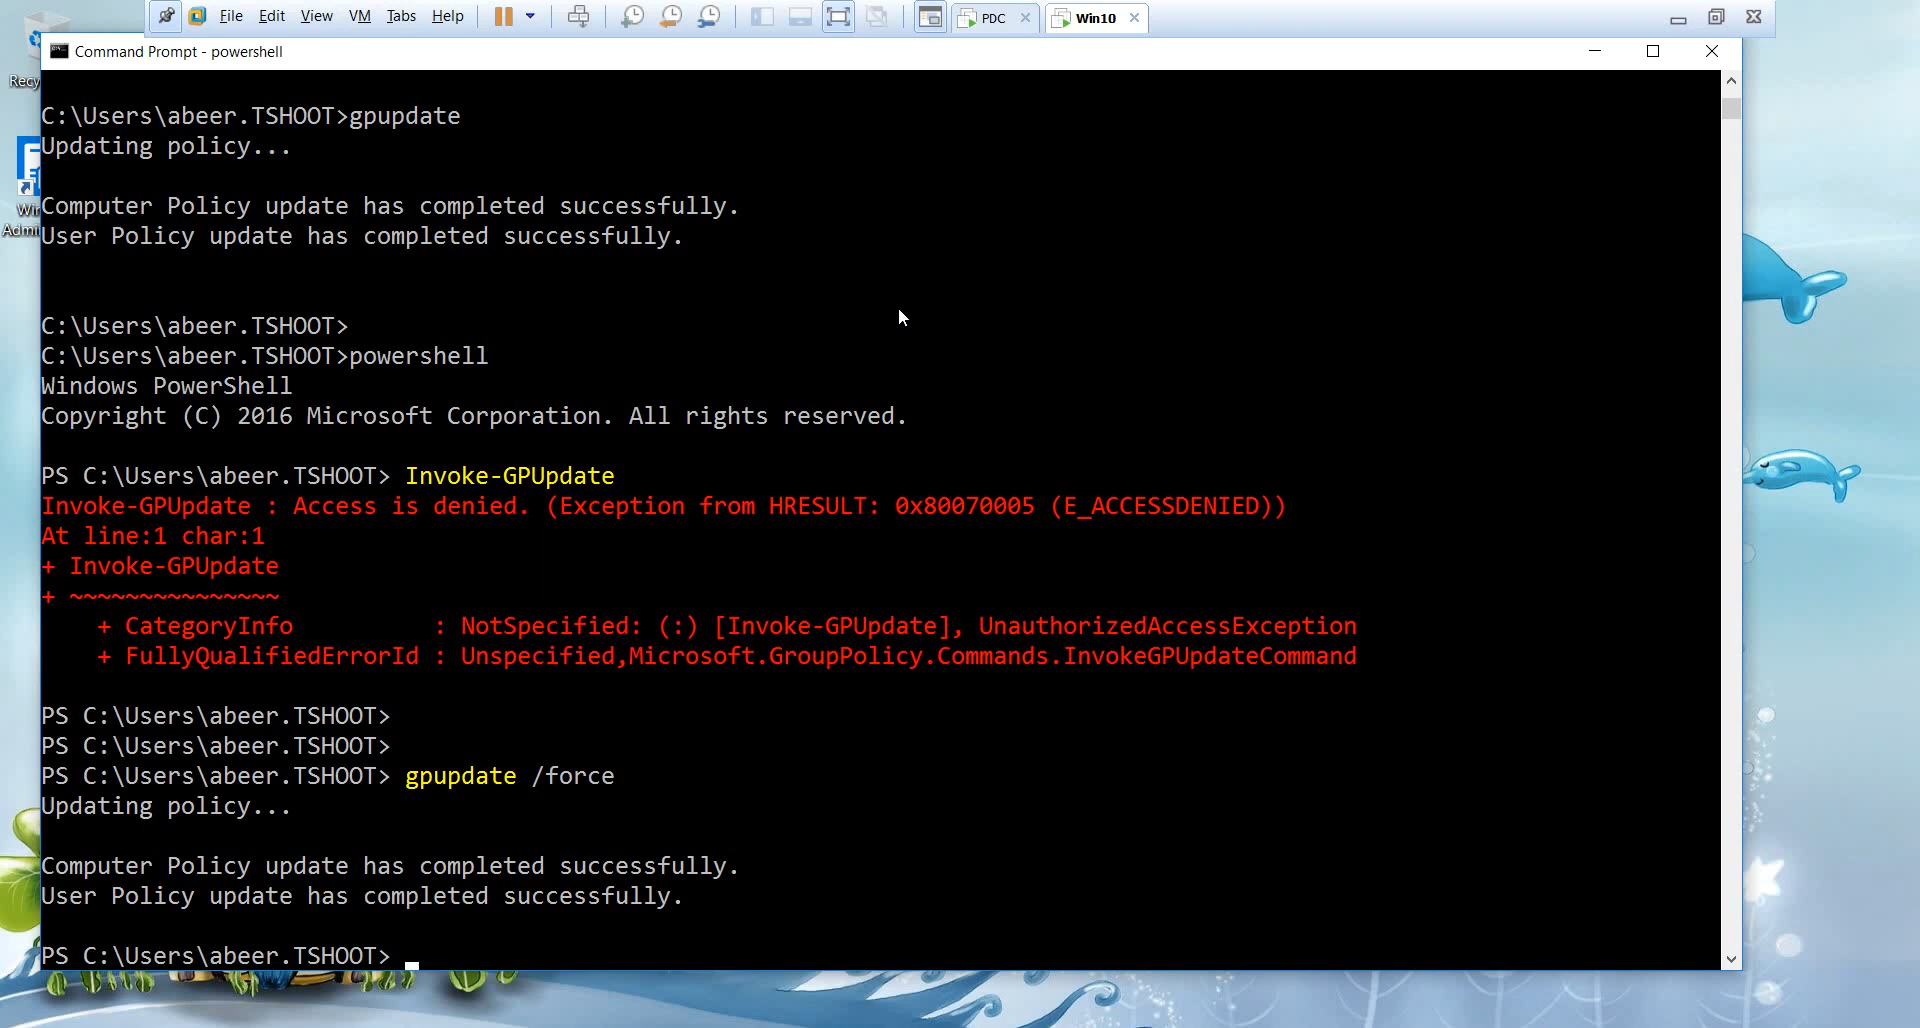 File Edit View VM Tabs Help PDC Win10
Command Prompt - powershell
Recy
Win
Admi
C:\Users\abeer.TSHOOT>gpupdate
Updating policy...
Computer Policy update has completed successfully.
User Policy update has completed successfully.
C:\Users\abeer.TSHOOT>
C:\Users\abeer.TSHOOT>powershell
Windows PowerShell
Copyright (C) 2016 Microsoft Corporation. All rights reserved.
PS C:\Users\abeer.TSHOOT> Invoke-GPUpdate
Invoke-GPUpdate : Access is denied. (Exception from HRESULT: 0x80070005 (E_ACCESSDENIED))
At line:1 char:1
+ Invoke-GPUpdate
+ ~~~~~~~~~~~~~~~
    + CategoryInfo          : NotSpecified: (:) [Invoke-GPUpdate], UnauthorizedAccessException
    + FullyQualifiedErrorId : Unspecified,Microsoft.GroupPolicy.Commands.InvokeGPUpdateCommand
PS C:\Users\abeer.TSHOOT>
PS C:\Users\abeer.TSHOOT>
PS C:\Users\abeer.TSHOOT> gpupdate /force
Updating policy...
Computer Policy update has completed successfully.
User Policy update has completed successfully.
PS C:\Users\abeer.TSHOOT>